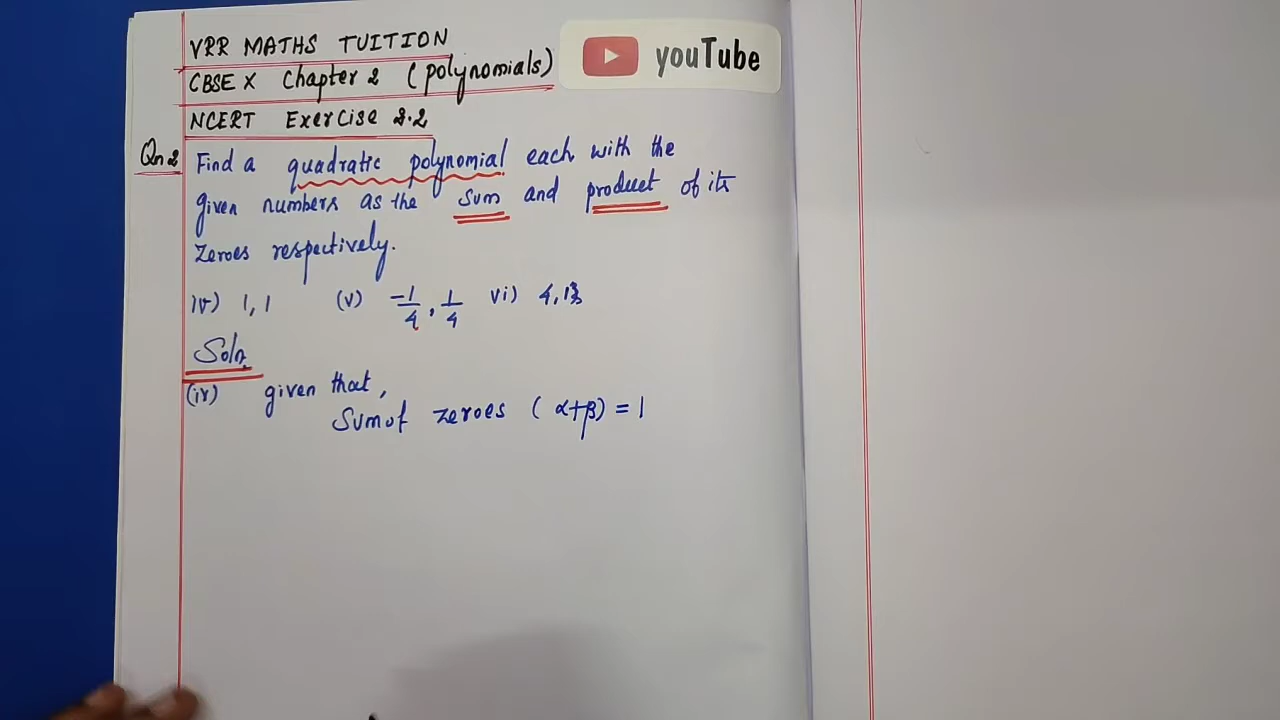 VRR MATHS TUITION
youTube
CBSE X Chapter 2 (polynomials)
NCERT Exercise 2.2
Qn 2 Find a quadratic polynomial each with the
given numbers as the sum and product of its
zeroes respectively.
iv) 1, 1 (v) -1/4, 1/4 vi) 4, 1
Soln
(iv) given that,
Sum of zeroes (α+β) = 1